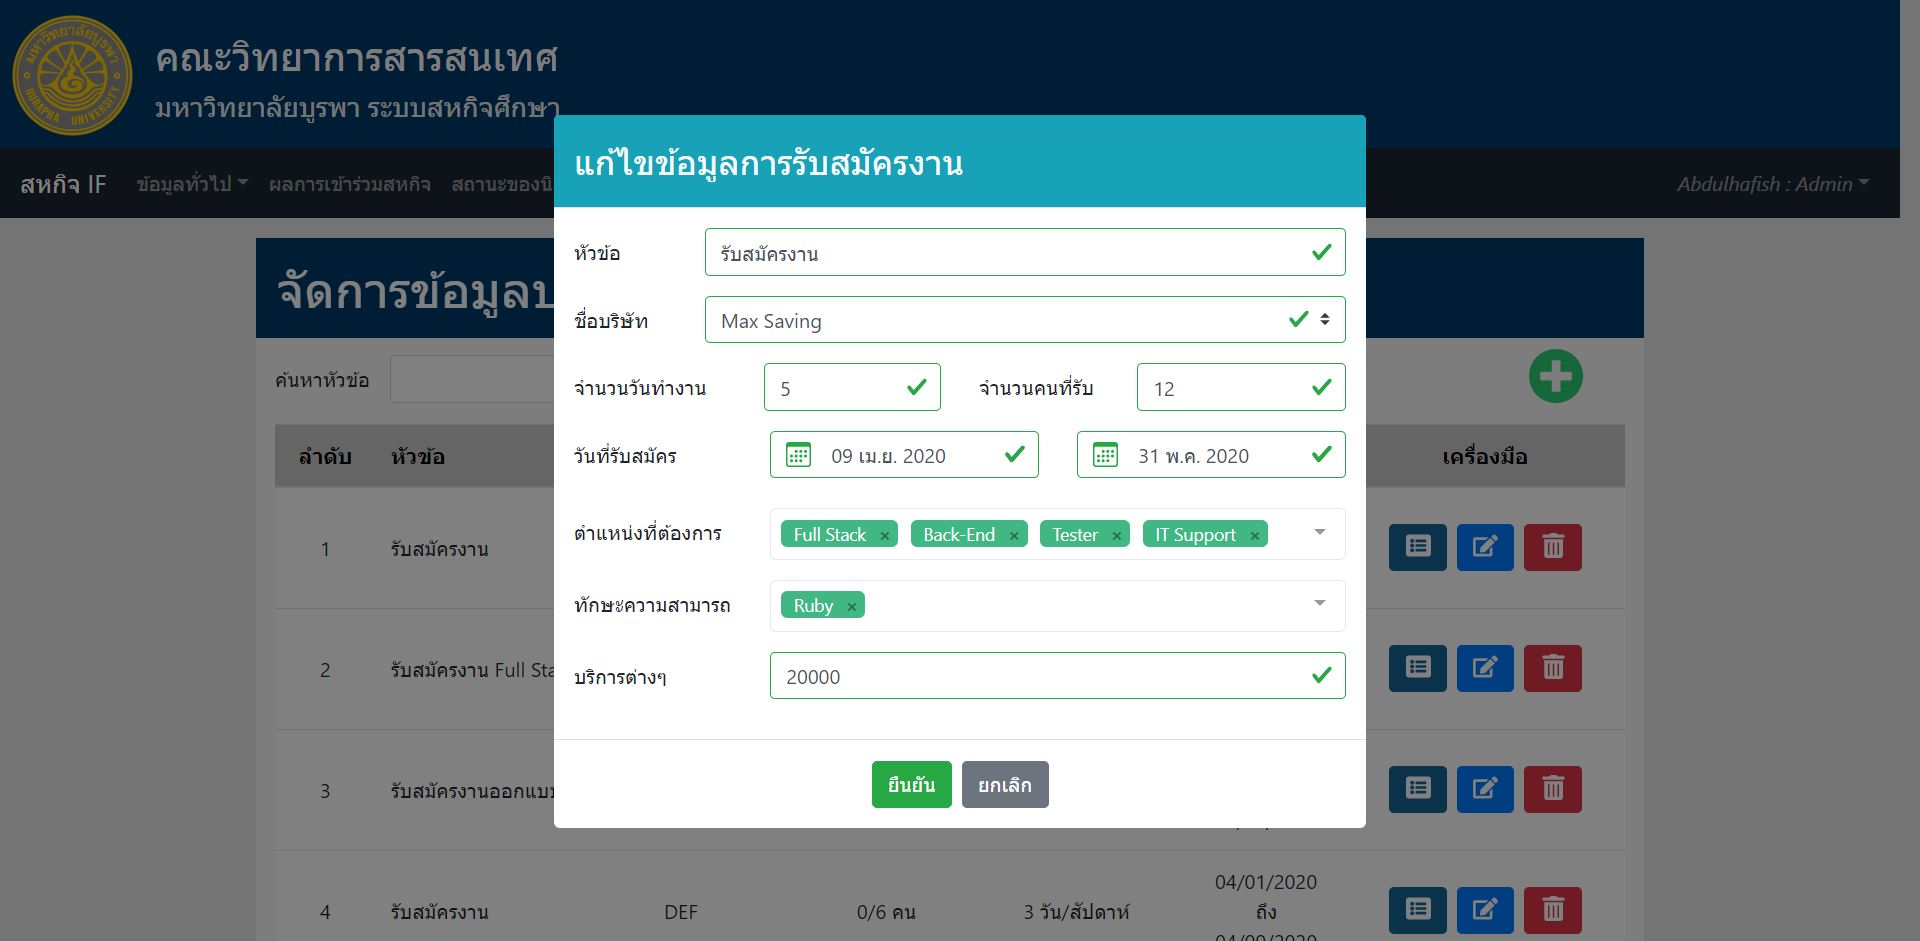 มหาวิทยาลัยบูรพา
BURAPHA UNIVERSITY
คณะวิทยาการสารสนเทศ
มหาวิทยาลัยบูรพา ระบบสหกิจศึกษา
สหกิจ IF ข้อมูลทั่วไป ผลการเข้าร่วมสหกิจ สถานะของนิ Abdulhafish : Admin
แก้ไขข้อมูลการรับสมัครงาน
หัวข้อ รับสมัครงาน
ชื่อบริษัท Max Saving
จำนวนวันทำงาน 5 จำนวนคนที่รับ 12
วันที่รับสมัคร 09 เม.ย. 2020 31 พ.ค. 2020
ตำแหน่งที่ต้องการ Full Stack × Back-End × Tester × IT Support ×
ทักษะความสามารถ Ruby ×
บริการต่างๆ 20000
ยืนยัน ยกเลิก
จัดการข้อมูลบ
ค้นหาหัวข้อ
ลำดับ หัวข้อ เครื่องมือ
1 รับสมัครงาน
2 รับสมัครงาน Full Sta
3 รับสมัครงานออกแบบ
4 รับสมัครงาน DEF 0/6 คน 3 วัน/สัปดาห์ 04/01/2020
ถึง
04/09/2020